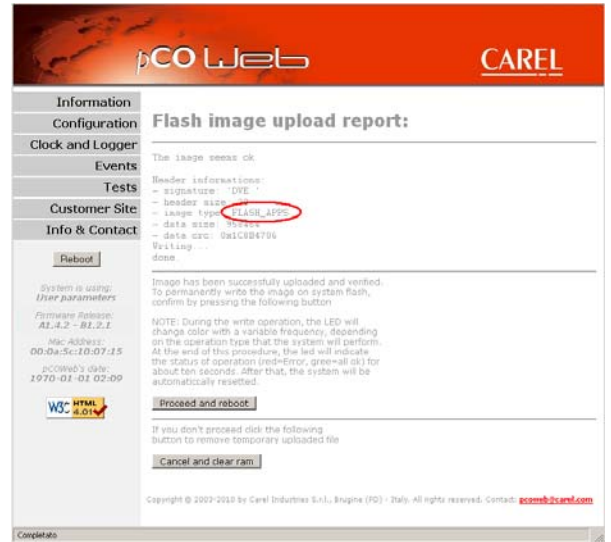 pCO Web
CAREL
Information
Configuration
Clock and Logger
Events
Tests
Customer Site
Info & Contact
Reboot
System is using:
User parameters
Firmware Release:
A1.4.2 - B1.2.1
Mac Address:
00:0a:5c:10:07:15
pCOWeb's date:
1970-01-01 02:09
W3C HTML 4.01
Flash image upload report:
The image seems ok
Header informations:
- signature: 'DVE '
- header size
- image type FLASH_APPS
- data size:
- data crc: 0x1C8B4786
Writing...
done
Image has been successfully uploaded and verified.
To permanently write the image on system flash,
confirm by pressing the following button
NOTE: During the write operation, the LED will
change color with a variable frequency, depending
on the operation type that the system will perform.
At the end of this procedure, the led will indicate
the status of operation (red=Error, gree=all ok) for
about ten seconds. After that, the system will be
automatically resetted.
Proceed and reboot
If you don't proceed click the following
button to remove temporary uploaded file
Cancel and clear ram
Copyright © 2003-2010 by Carel Industries S.r.l., Brugine (PD) - Italy. All rights reserved. Contact: pcoweb@carel.com
Completato